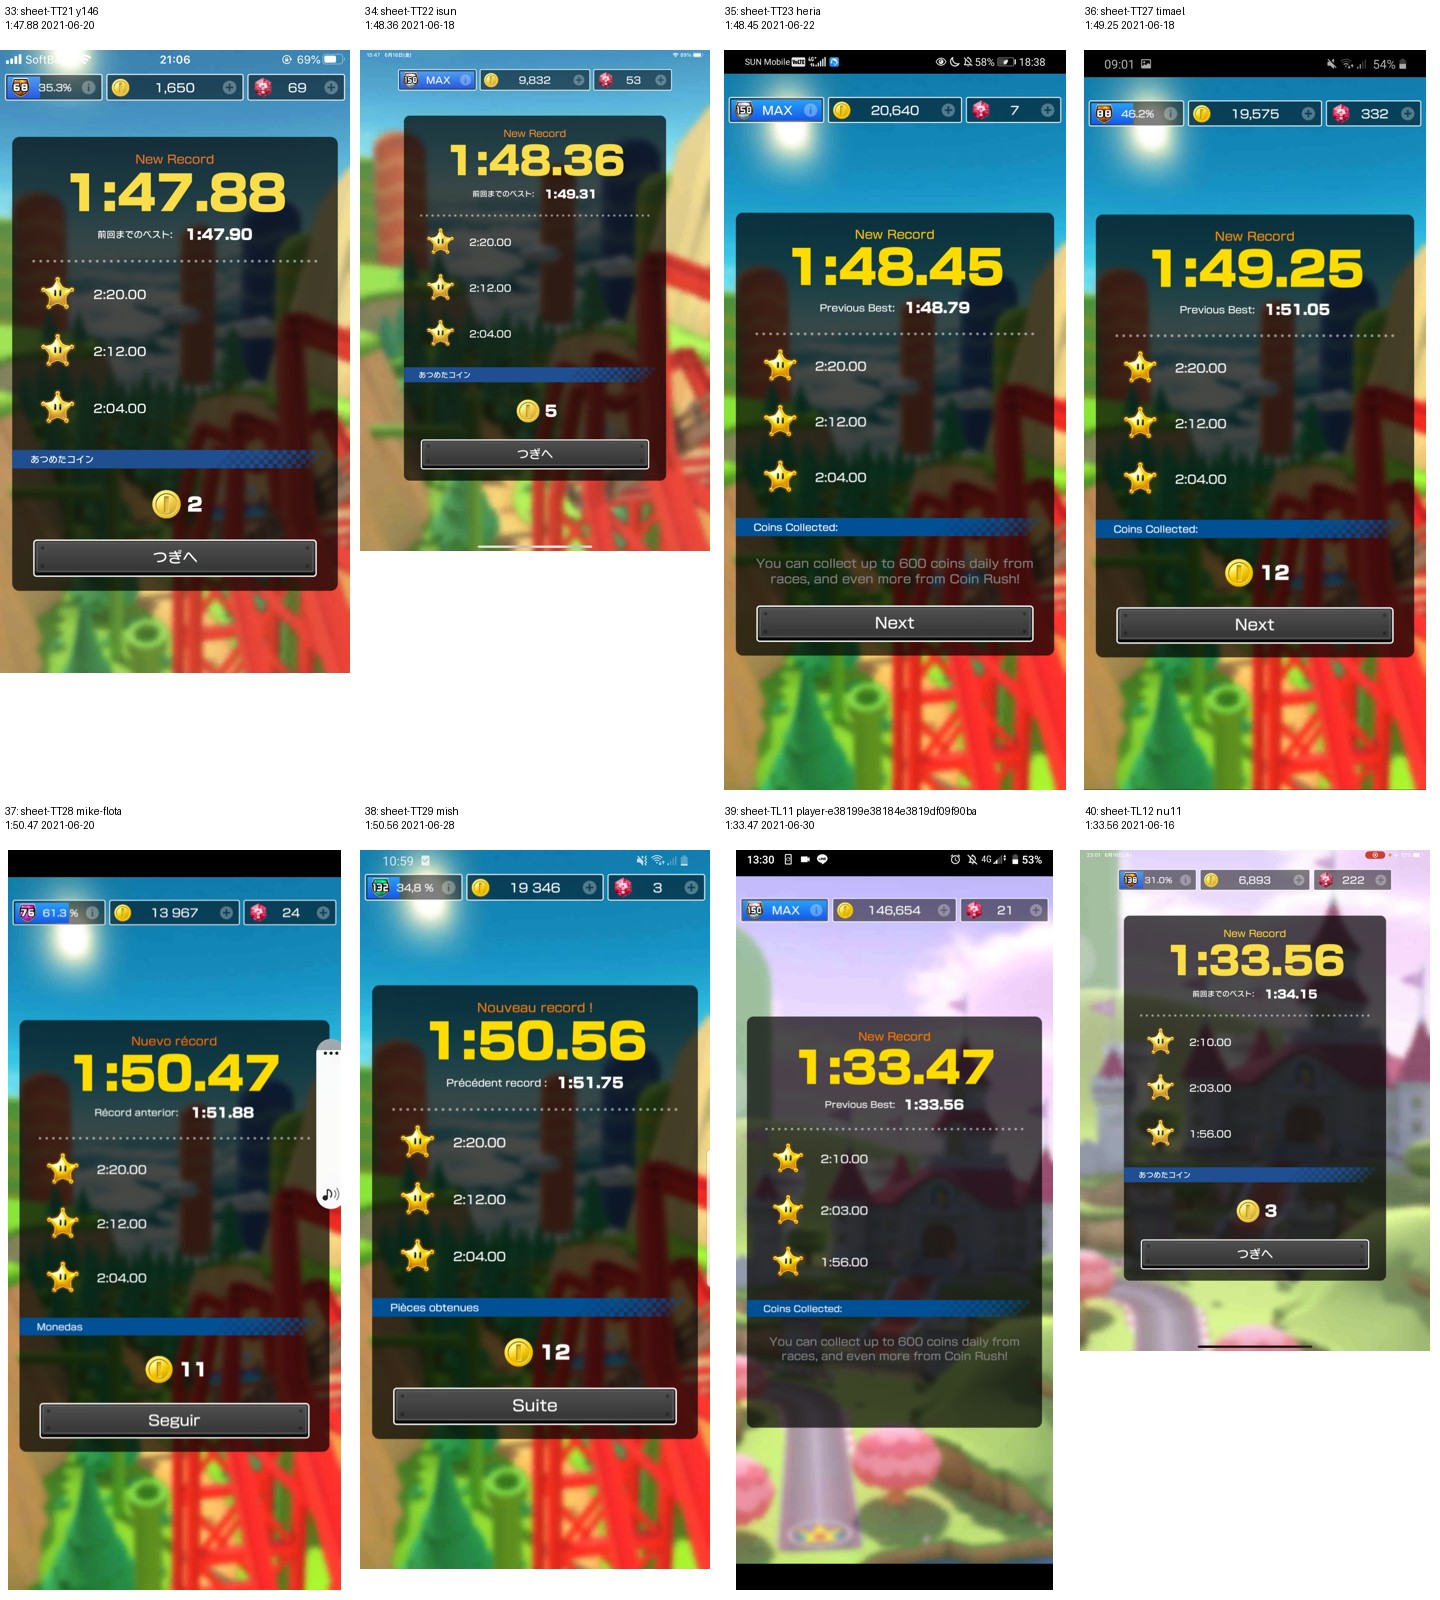 33: sheet-TT21 y146
1:47.88 2021-06-20
21:06
69%
68 35.3%
1,650
69
New Record
1:47.88
前回までのベスト: 1:47.90
2:20.00
2:12.00
2:04.00
あつめたコイン
2
つぎへ
34: sheet-TT22 isun
1:48.36 2021-06-18
150 MAX
9,832
53
New Record
1:48.36
前回までのベスト: 1:49.31
2:20.00
2:12.00
2:04.00
あつめたコイン
5
つぎへ
35: sheet-TT23 heria
1:48.45 2021-06-22
SUN Mobile
58%
18:38
150 MAX
20,640
7
New Record
1:48.45
Previous Best: 1:48.79
2:20.00
2:12.00
2:04.00
Coins Collected:
You can collect up to 600 coins daily from
races, and even more from Coin Rush!
Next
36: sheet-TT27 timael
1:49.25 2021-06-18
09:01
54%
88 46.2%
19,575
332
New Record
1:49.25
Previous Best: 1:51.05
2:20.00
2:12.00
2:04.00
Coins Collected:
12
Next
37: sheet-TT28 mike-flota
1:50.47 2021-06-20
76 61.3 %
13 967
24
Nuevo récord
1:50.47
Récord anterior: 1:51.88
2:20.00
2:12.00
2:04.00
Monedas
11
Seguir
38: sheet-TT29 mish
1:50.56 2021-06-28
10:59
132 34,8 %
19 346
3
Nouveau record !
1:50.56
Précédent record : 1:51.75
2:20.00
2:12.00
2:04.00
Pièces obtenues
12
Suite
39: sheet-TL11 player-e38199e38184e3819df09f90ba
1:33.47 2021-06-30
13:30
4G
53%
150 MAX
146,654
21
New Record
1:33.47
Previous Best: 1:33.56
2:10.00
2:03.00
1:56.00
Coins Collected:
You can collect up to 600 coins daily from
races, and even more from Coin Rush!
40: sheet-TL12 nu11
1:33.56 2021-06-16
31.0%
6,893
222
New Record
1:33.56
前回までのベスト: 1:34.15
2:10.00
2:03.00
1:56.00
あつめたコイン
3
つぎへ